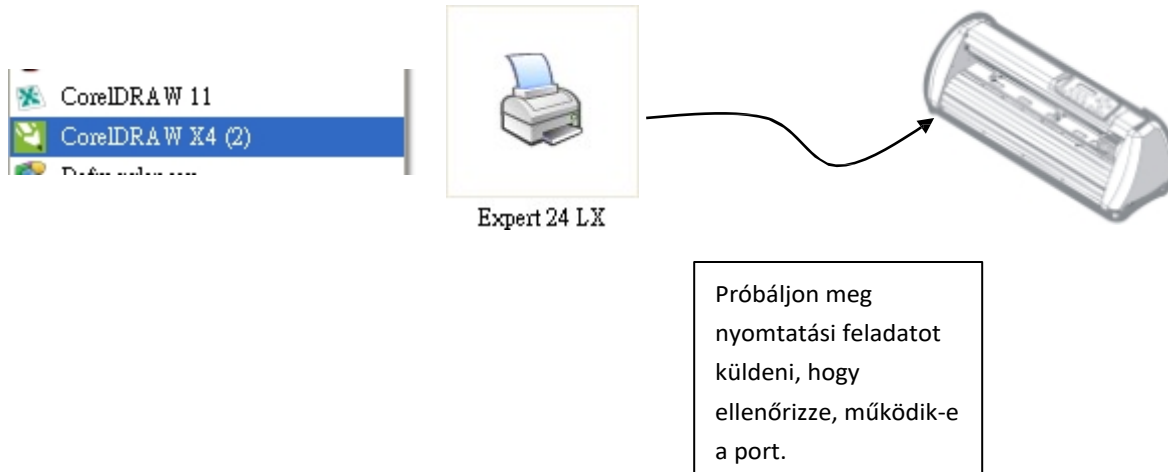 CorelDRAW 11
CorelDRAW X4 (2)
Expert 24 LX
Próbáljon meg
nyomtatási feladatot
küldeni, hogy
ellenőrizze, működik-e
a port.